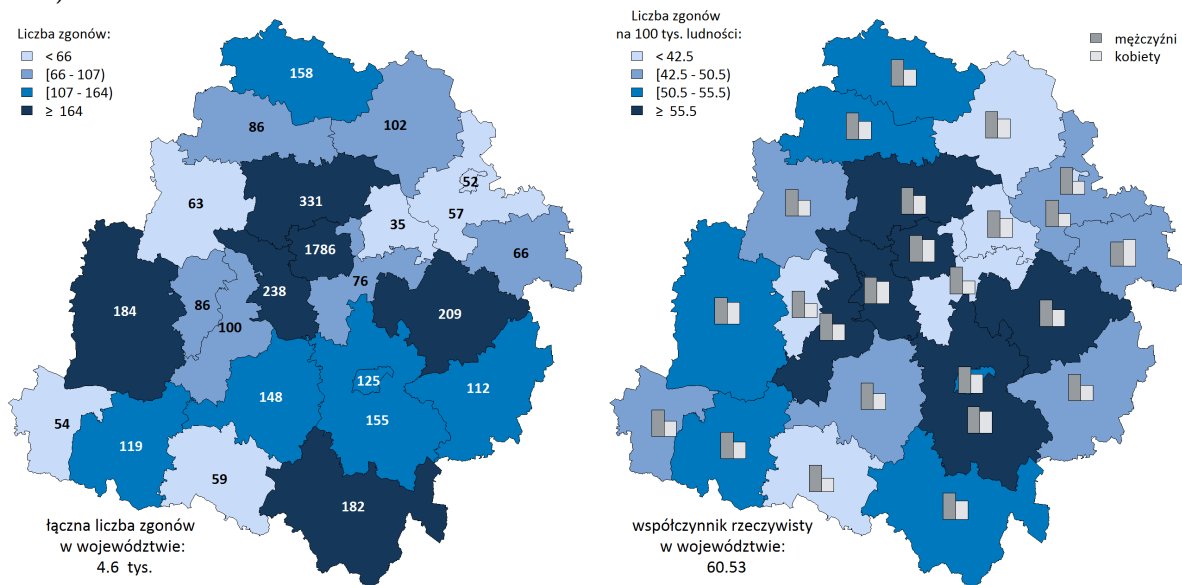 Liczba zgonów:
< 66
[66 - 107)
[107 - 164)
≥ 164
158
86
102
52
63
331
35
57
1786
66
76
238
86
184
100
209
125
112
148
155
54
119
59
182
łączna liczba zgonów
w województwie:
4.6 tys.
Liczba zgonów
na 100 tys. ludności:
< 42.5
[42.5 - 50.5)
[50.5 - 55.5)
≥ 55.5
mężczyźni
kobiety
współczynnik rzeczywisty
w województwie:
60.53